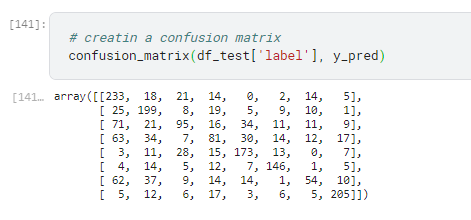 [141]:
# creatin a confusion matrix
confusion_matrix(df_test['label'], y_pred)
[141…
array([[233, 18, 21, 14, 0, 2, 14, 5],
[ 25, 199, 8, 19, 5, 9, 10, 1],
[ 71, 21, 95, 16, 34, 11, 11, 9],
[ 63, 34, 7, 81, 30, 14, 12, 17],
[ 3, 11, 28, 15, 173, 13, 0, 7],
[ 4, 14, 5, 12, 7, 146, 1, 5],
[ 62, 37, 9, 14, 14, 1, 54, 10],
[ 5, 12, 6, 17, 3, 6, 5, 205]])